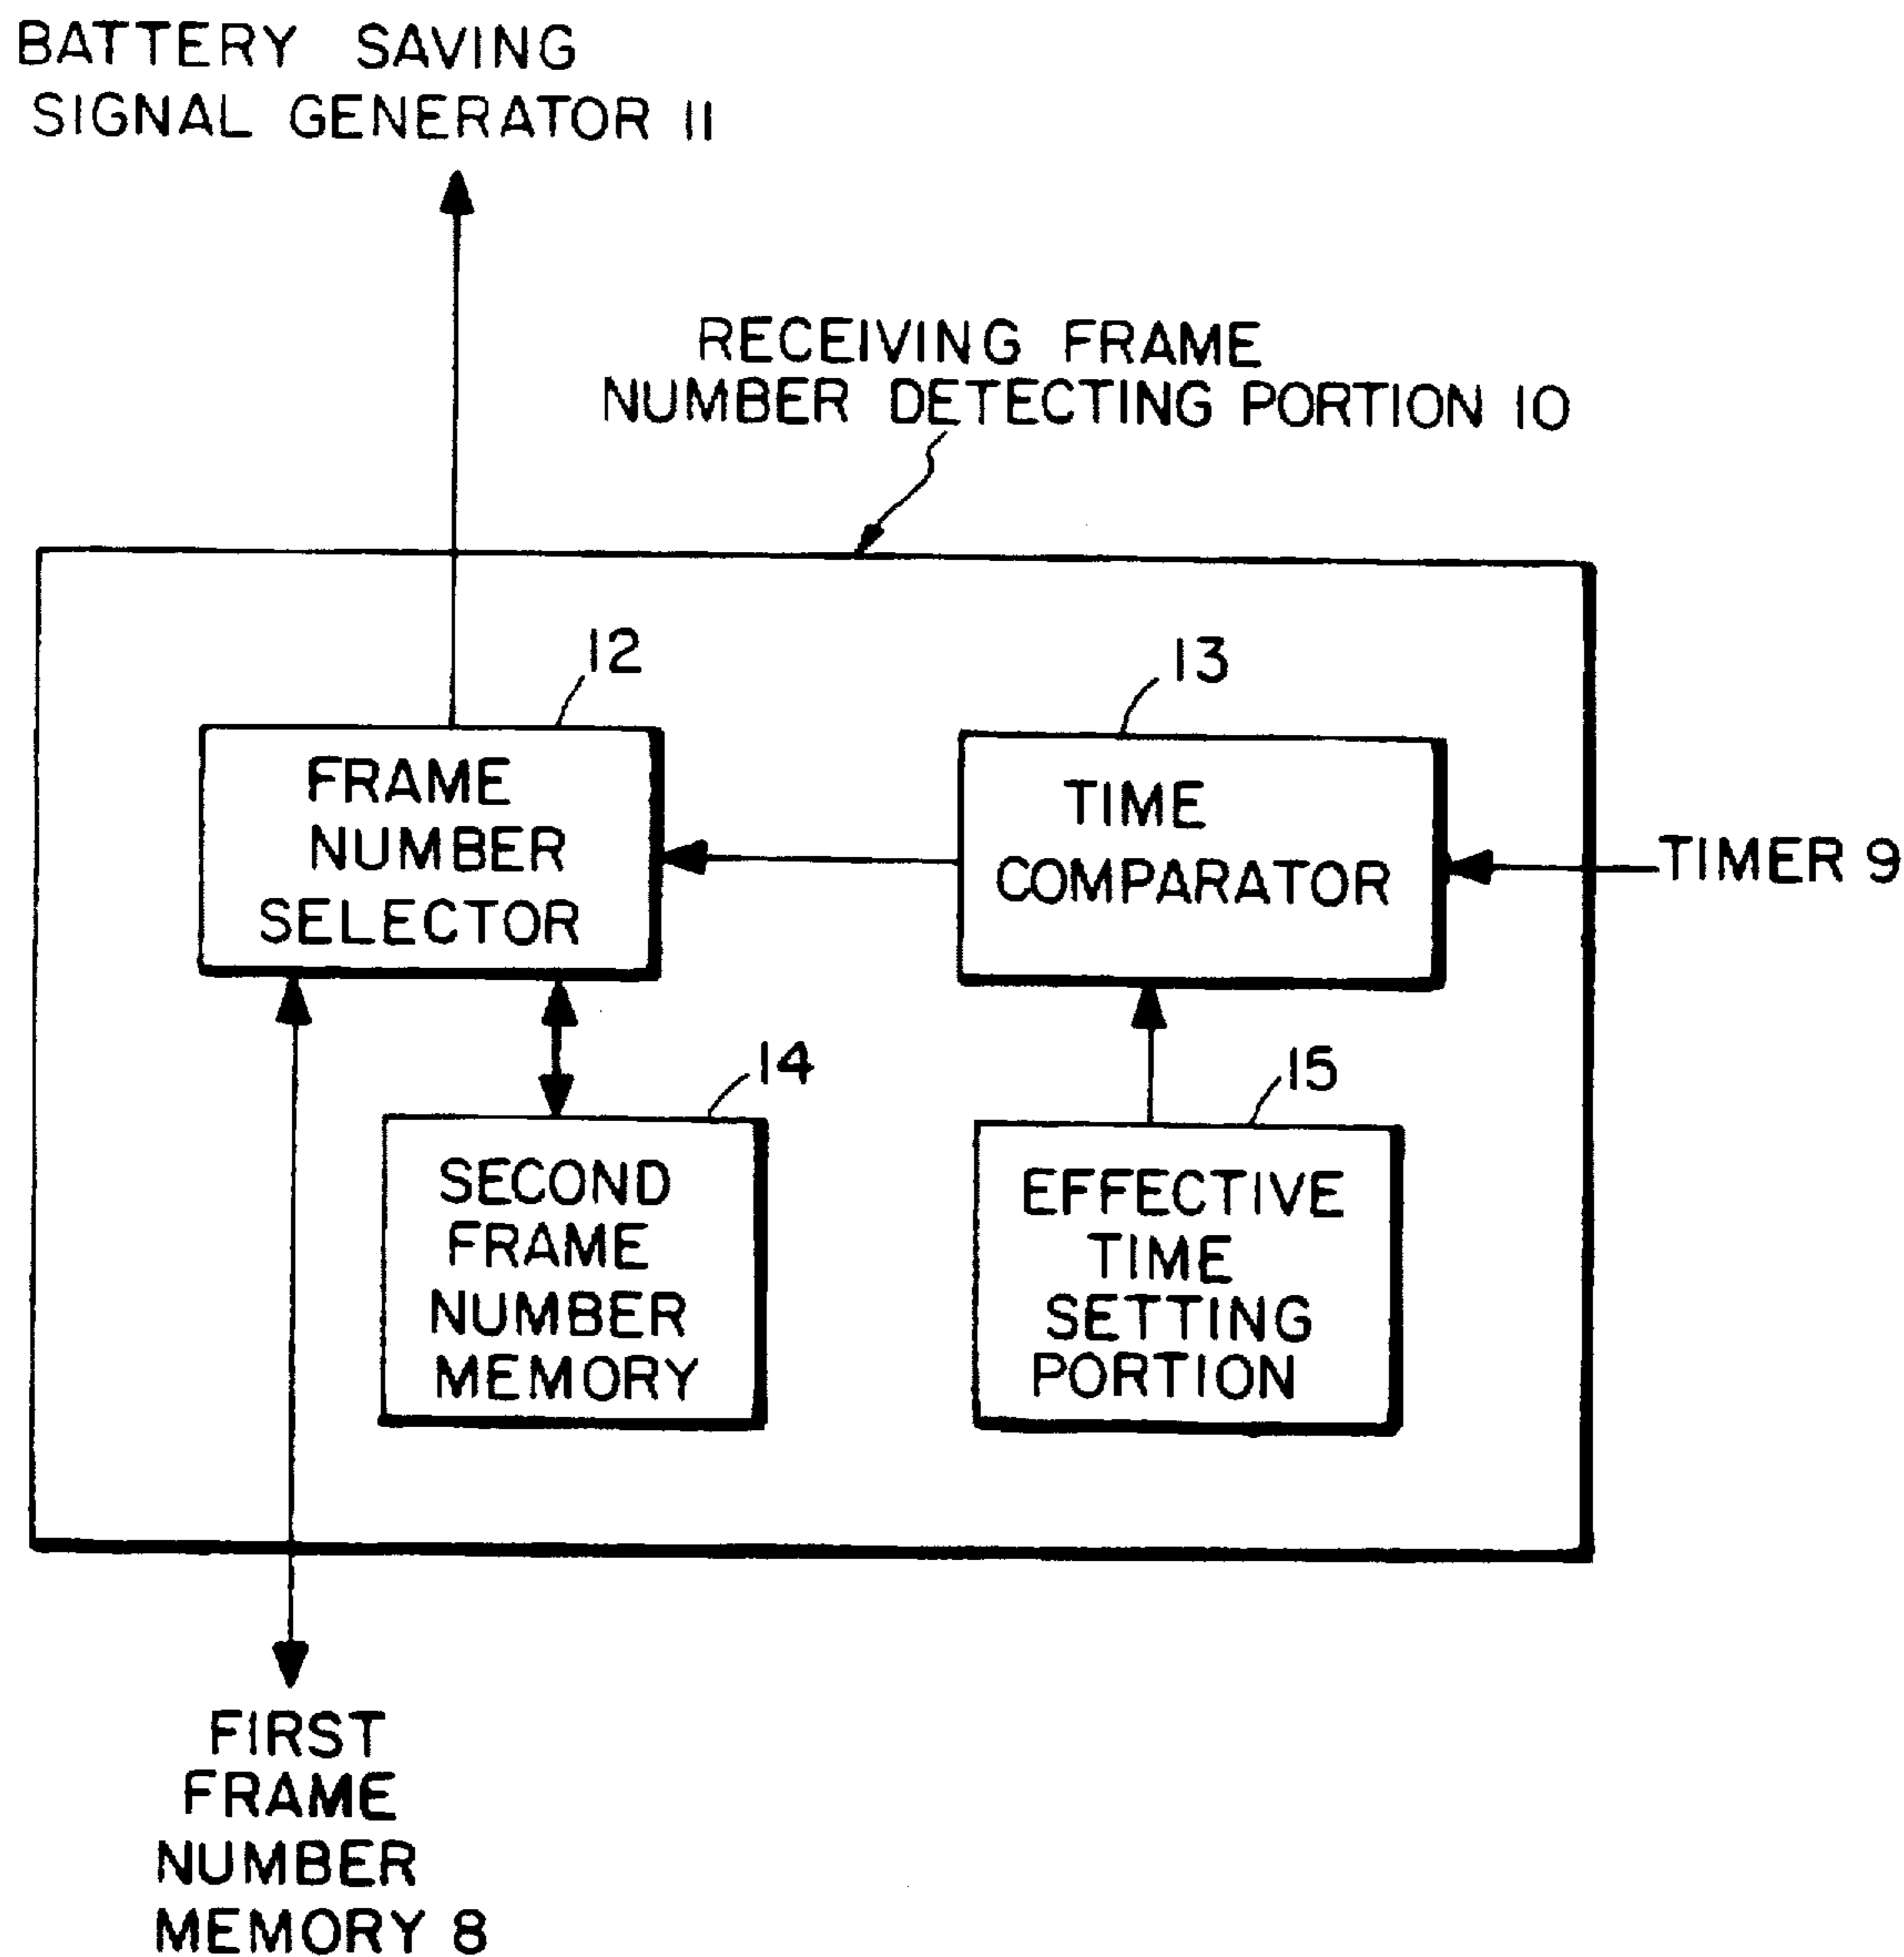 BATTERY SAVING
SIGNAL GENERATOR 11
RECEIVING FRAME
NUMBER DETECTING PORTION 10
12
FRAME
NUMBER
SELECTOR
13
TIME
COMPARATOR
TIMER 9
14
SECOND
FRAME
NUMBER
MEMORY
15
EFFECTIVE
TIME
SETTING
PORTION
FIRST
FRAME
NUMBER
MEMORY 8